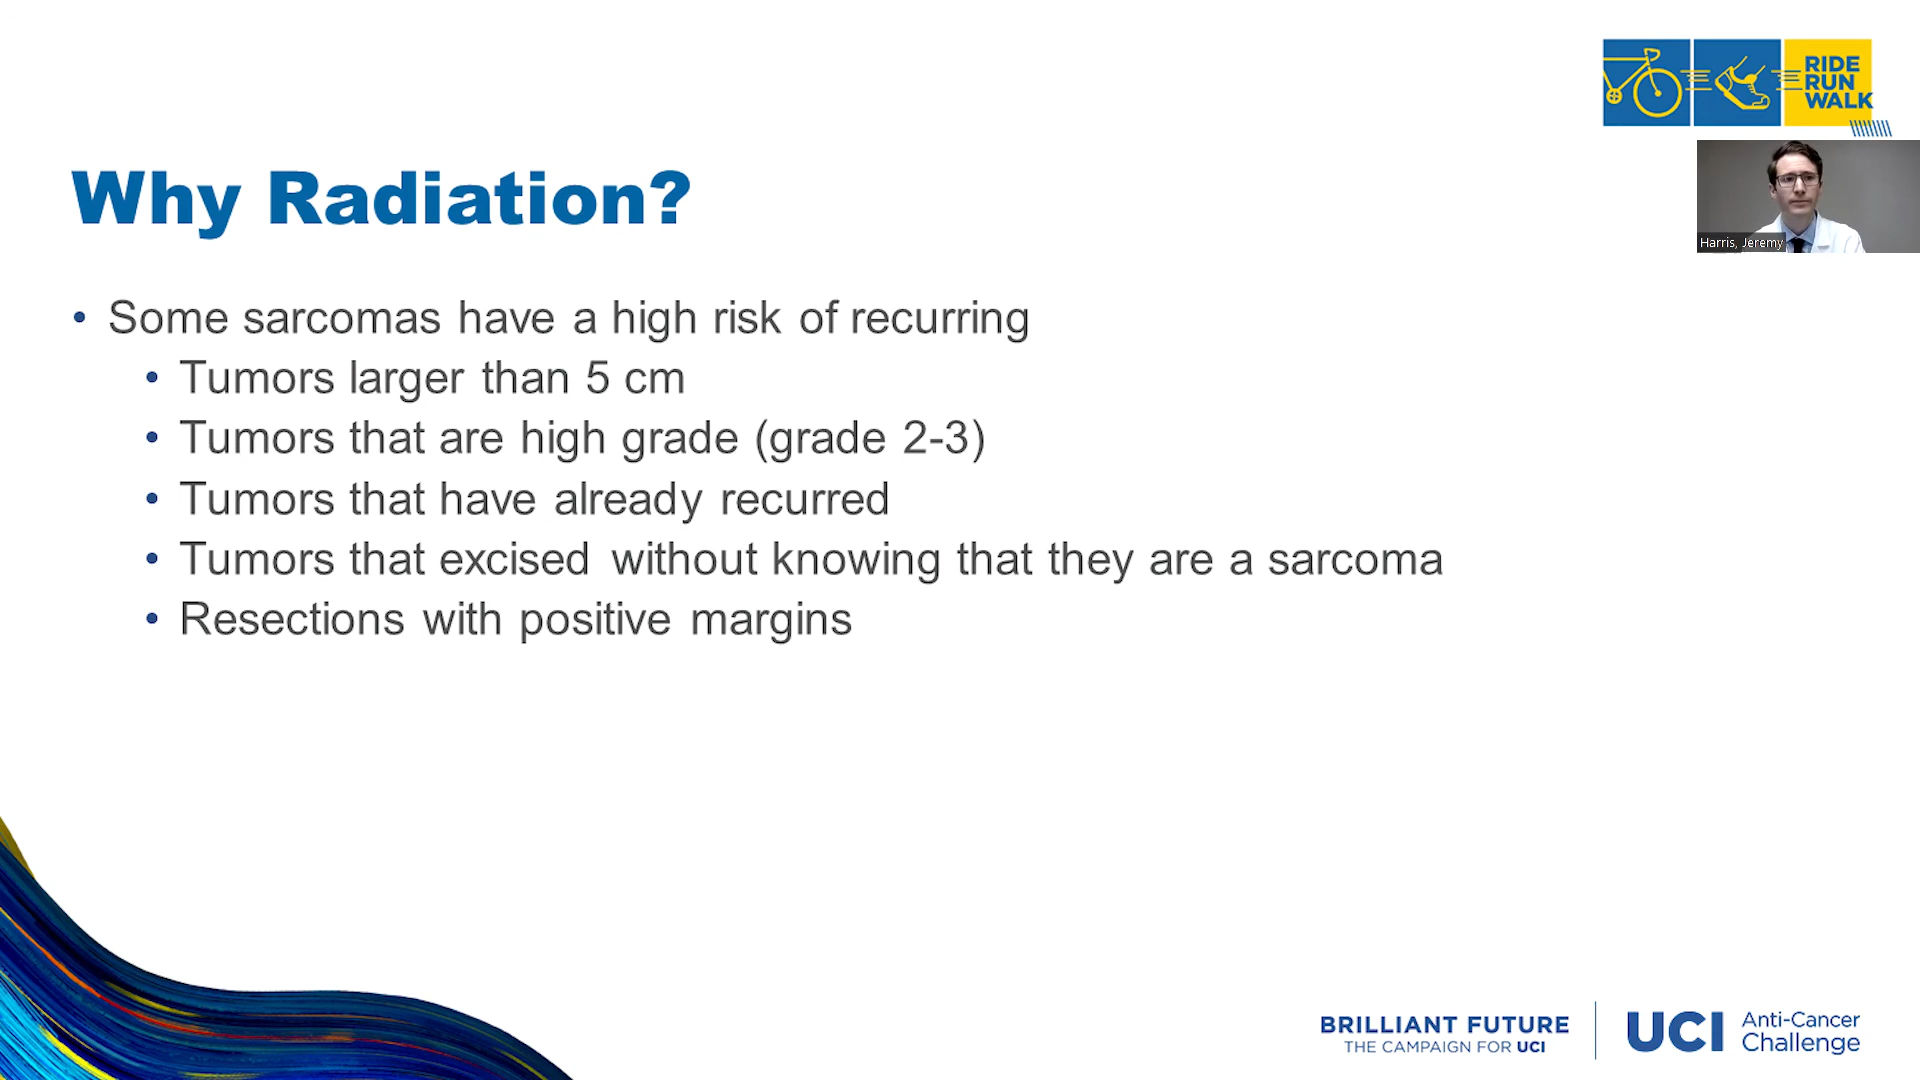 RIDE
RUN
WALK
Harris, Jeremy
Why Radiation?
• Some sarcomas have a high risk of recurring
• Tumors larger than 5 cm
• Tumors that are high grade (grade 2-3)
• Tumors that have already recurred
• Tumors that excised without knowing that they are a sarcoma
• Resections with positive margins
BRILLIANT FUTURE
THE CAMPAIGN FOR UCI
UCI Anti-Cancer
Challenge